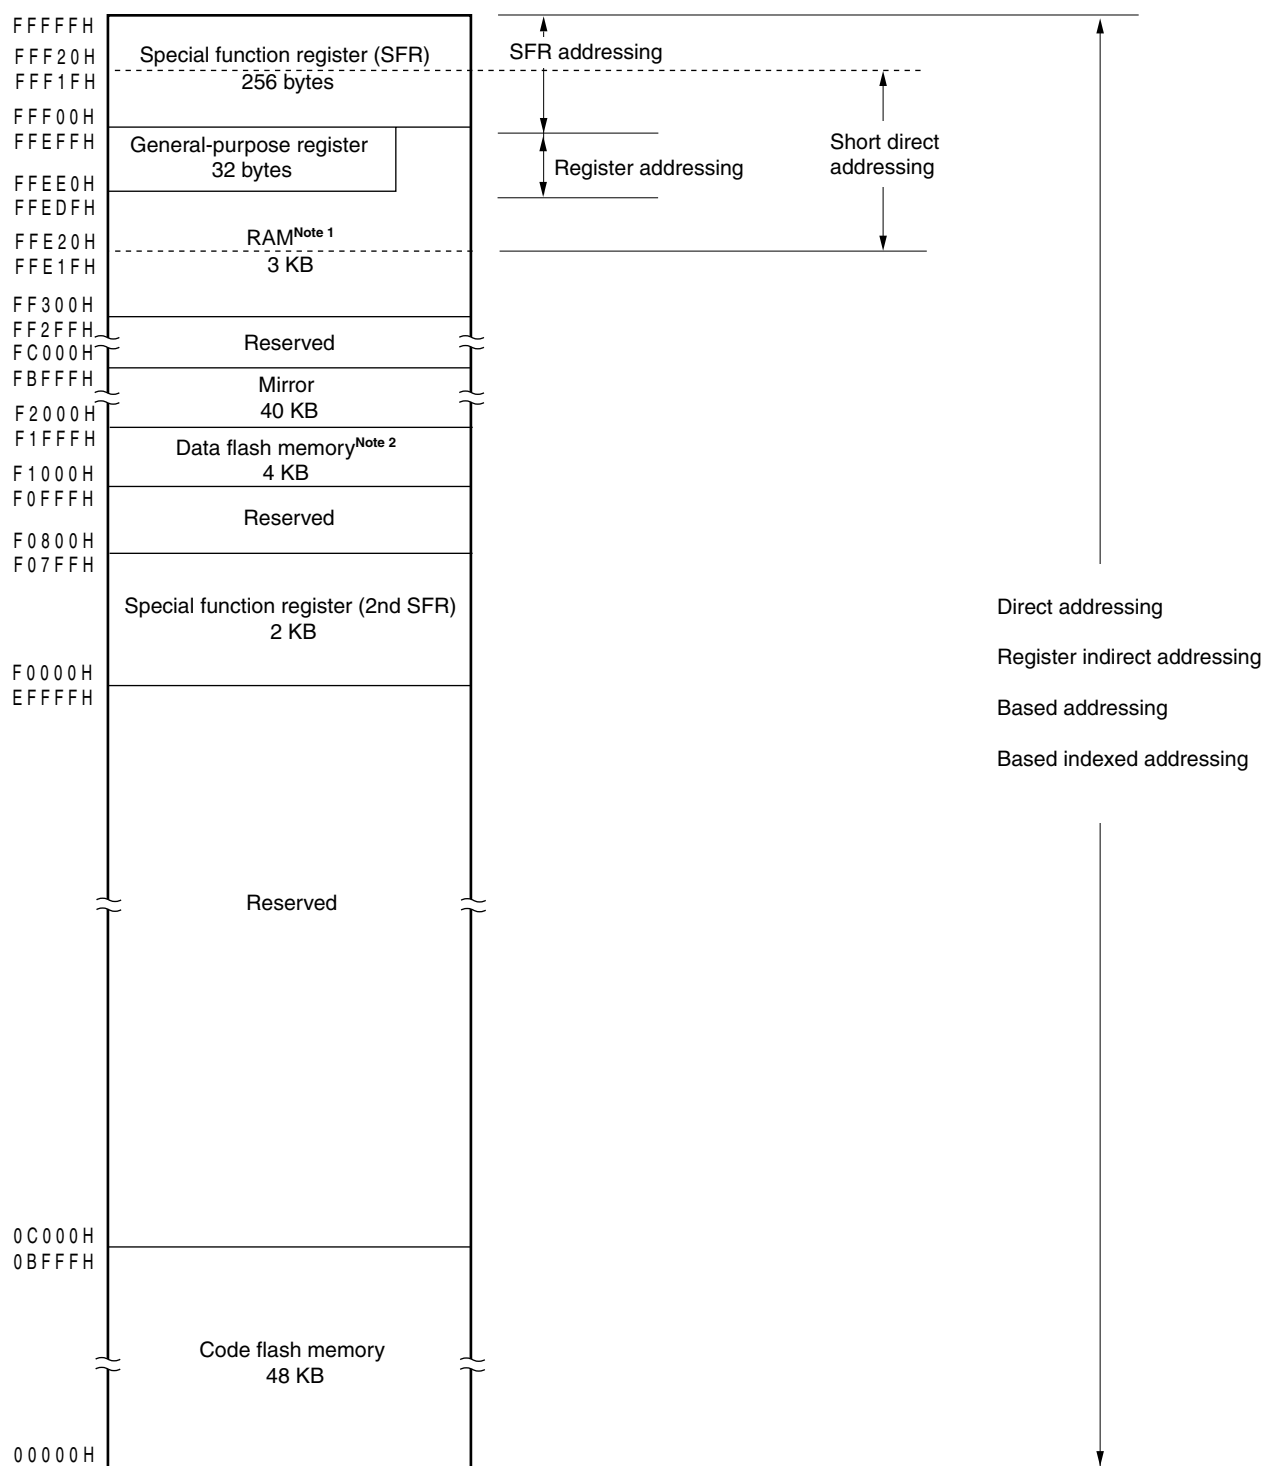 FFFFFH
FFF20H
FFF1FH
FFF00H
FFEFFH
FFEE0H
FFEDFH
FFE20H
FFE1FH
FF300H
FF2FFH
FC000H
FBFFFH
F2000H
F1FFFH
F1000H
F0FFFH
F0800H
F07FFH
F0000H
EFFFFH
0C000H
0BFFFH
00000H
Special function register (SFR)
256 bytes
General-purpose register
32 bytes
RAMNote 1
3 KB
Reserved
Mirror
40 KB
Data flash memoryNote 2
4 KB
Reserved
Special function register (2nd SFR)
2 KB
Reserved
Code flash memory
48 KB
SFR addressing
Register addressing
Short direct
addressing
Direct addressing
Register indirect addressing
Based addressing
Based indexed addressing